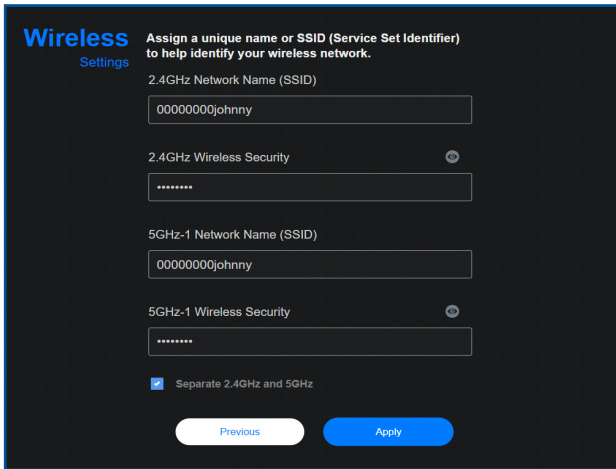 Wireless
Settings
Assign a unique name or SSID (Service Set Identifier)
to help identify your wireless network.
2.4GHz Network Name (SSID)
00000000johnny
2.4GHz Wireless Security
••••••••
5GHz-1 Network Name (SSID)
00000000johnny
5GHz-1 Wireless Security
••••••••
Separate 2.4GHz and 5GHz
Previous
Apply